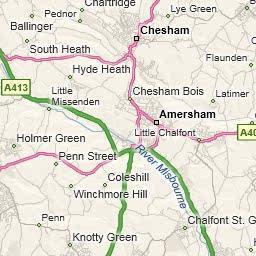 Chartridge
Pednor
Lye Green
Ballinger
Chesham
South Heath
Flaunden
Hyde Heath
A413
Little
Missenden
Chesham Bois
Latimer
Amersham
Holmer Green
Little Chalfont
A40
Penn Street
River Misbourne
Coleshill
Winchmore Hill
Penn
Chalfont St. G
Knotty Green